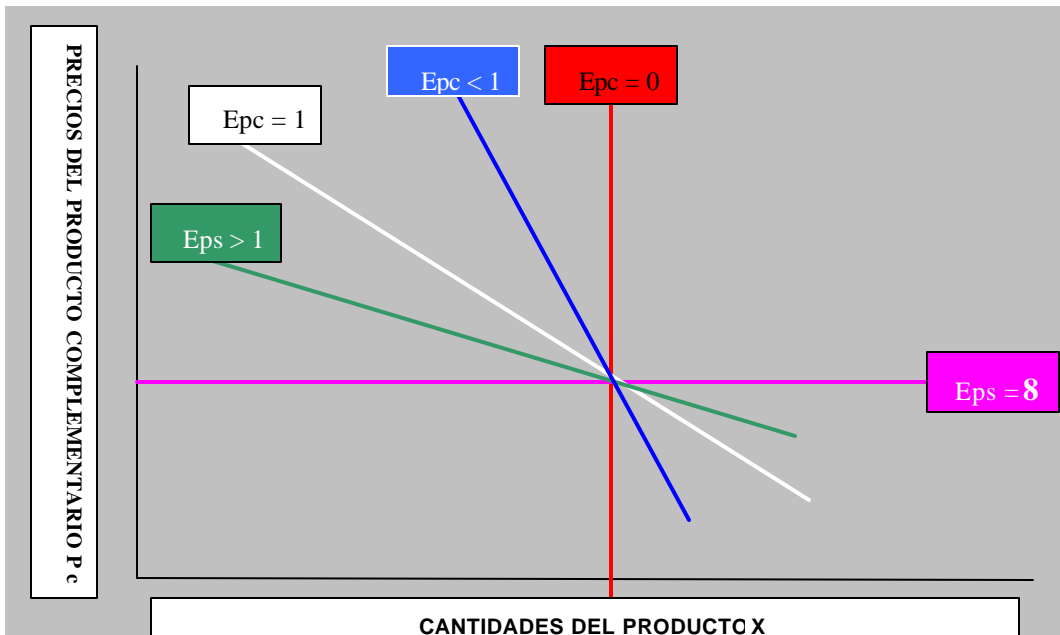 PRECIOS DEL PRODUCTO COMPLEMENTARIO P c
Epc = 1
Epc < 1
Epc = 0
Eps > 1
Eps = 8
CANTIDADES DEL PRODUCTO X